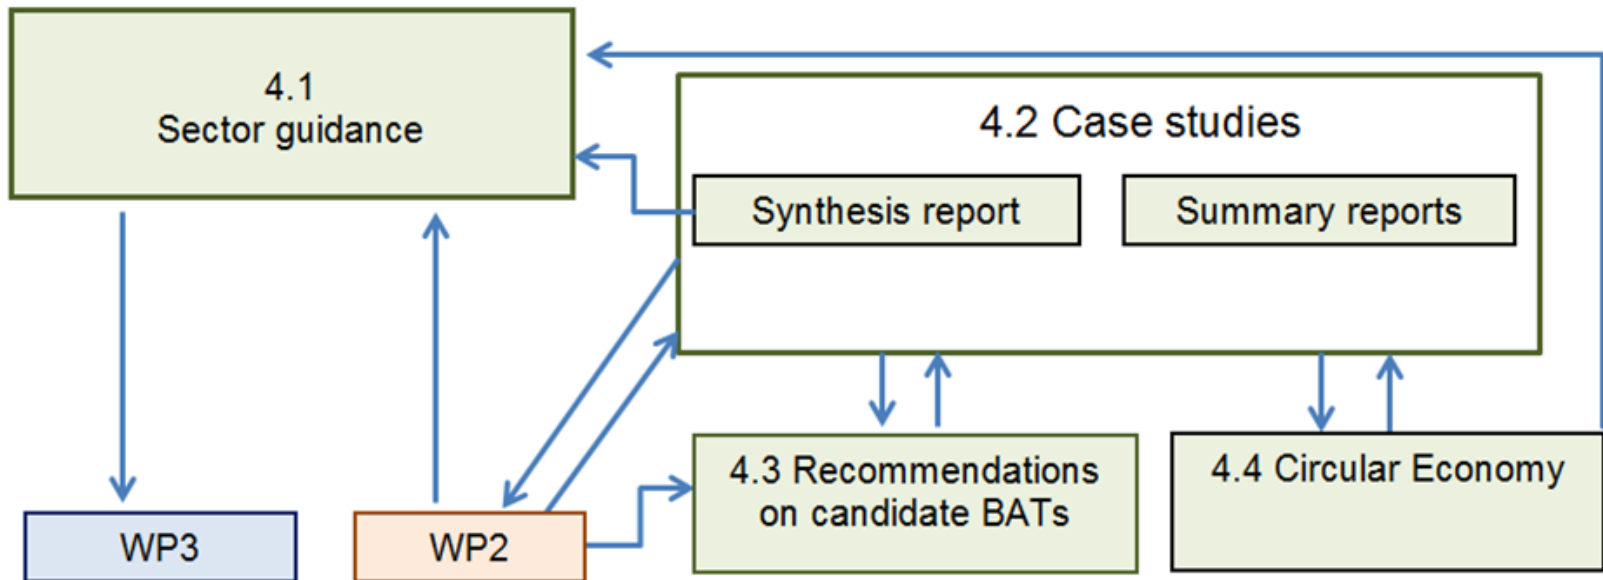 4.1
Sector guidance
4.2 Case studies
Synthesis report
Summary reports
4.3 Recommendations
on candidate BATs
4.4 Circular Economy
WP3
WP2